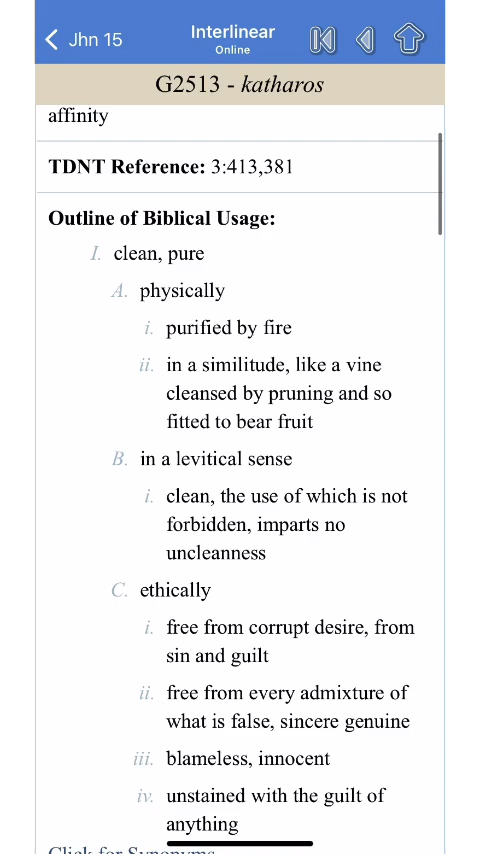 Jhn 15
Interlinear
Online
G2513 - katharos
affinity
TDNT Reference: 3:413,381
Outline of Biblical Usage:
I. clean, pure
A. physically
i. purified by fire
ii. in a similitude, like a vine
cleansed by pruning and so
fitted to bear fruit
B. in a levitical sense
i. clean, the use of which is not
forbidden, imparts no
uncleanness
C. ethically
i. free from corrupt desire, from
sin and guilt
ii. free from every admixture of
what is false, sincere genuine
iii. blameless, innocent
iv. unstained with the guilt of
anything
Click for Synonyms